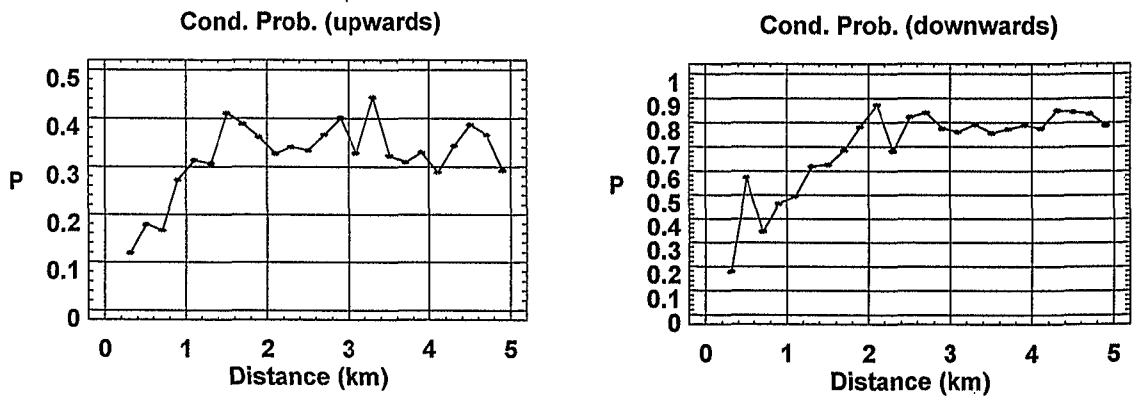 Cond. Prob. (upwards)
0.5
0.4
0.3
0.2
0.1
0
P
0 1 2 3 4 5
Distance (km)
Cond. Prob. (downwards)
1
0.9
0.8
0.7
0.6
0.5
0.4
0.3
0.2
0.1
0
P
0 1 2 3 4 5
Distance (km)